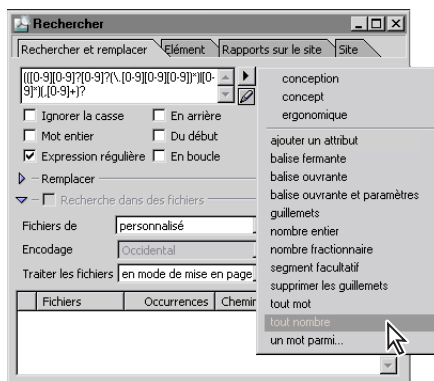 Rechercher
Rechercher et remplacer Elément Rapports sur le site Site
(([0-9][0-9]?[0-9]?(\.[0-9][0-9][0-9])*)|[0-
9]*)(,[0-9]+)?
Ignorer la casse En arrière
Mot entier Du début
Expression régulière En boucle
Remplacer
Recherche dans des fichiers
Fichiers de personnalisé
Encodage Occidental
Traiter les fichiers en mode de mise en page
Fichiers Occurrences Chemin
conception
concept
ergonomique
ajouter un attribut
balise fermante
balise ouvrante
balise ouvrante et paramètres
guillemets
nombre entier
nombre fractionnaire
segment facultatif
supprimer les guillemets
tout mot
tout nombre
un mot parmi...